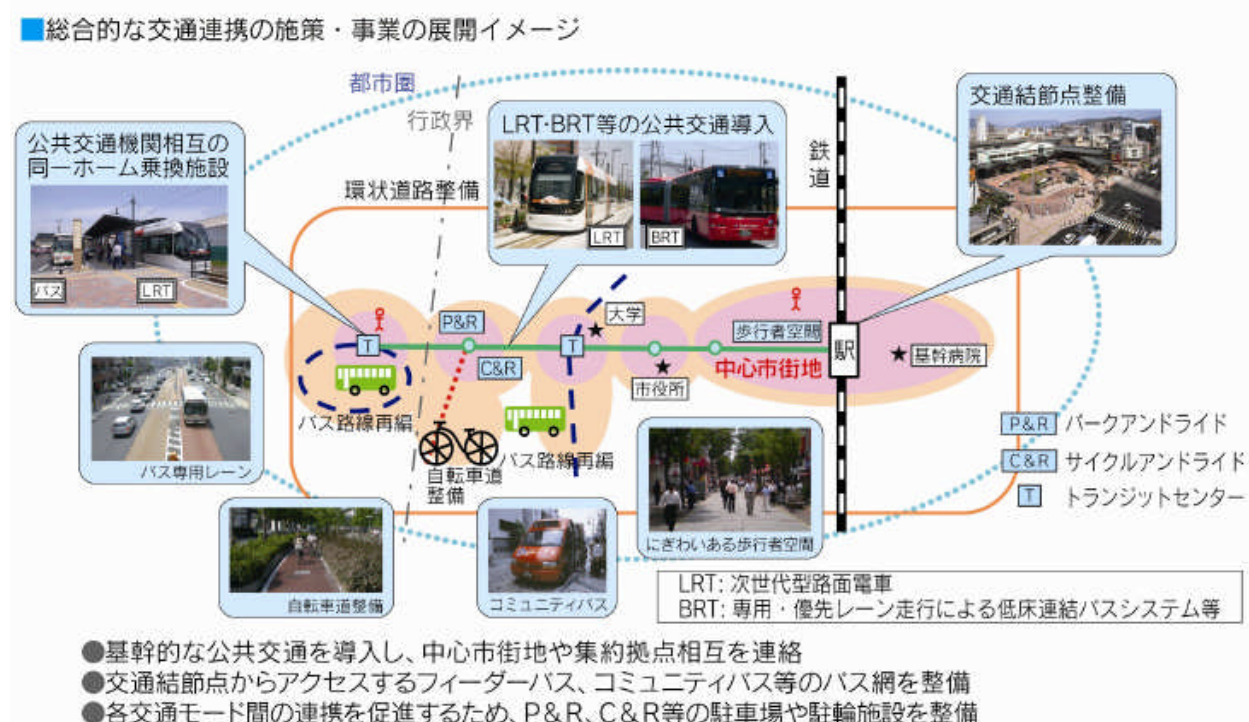 ■総合的な交通連携の施策・事業の展開イメージ
都市圏
行政界
公共交通機関相互の
同一ホーム乗換施設
バス
LRT
環状道路整備
LRT・BRT等の公共交通導入
LRT
BRT
鉄道
交通結節点整備
P&R
C&R
T
T
大学
市役所
歩行者空間
中心市街地
駅
基幹病院
バス路線再編
バス路線再編
自転車道
整備
バス専用レーン
自転車道整備
コミュニティバス
にぎわいある歩行者空間
P&R パークアンドライド
C&R サイクルアンドライド
T トランジットセンター
LRT: 次世代型路面電車
BRT: 専用・優先レーン走行による低床連結バスシステム等
●基幹的な公共交通を導入し、中心市街地や集約拠点相互を連絡
●交通結節点からアクセスするフィーダーバス、コミュニティバス等のバス網を整備
●各交通モード間の連携を促進するため、P&R、C&R等の駐車場や駐輪施設を整備